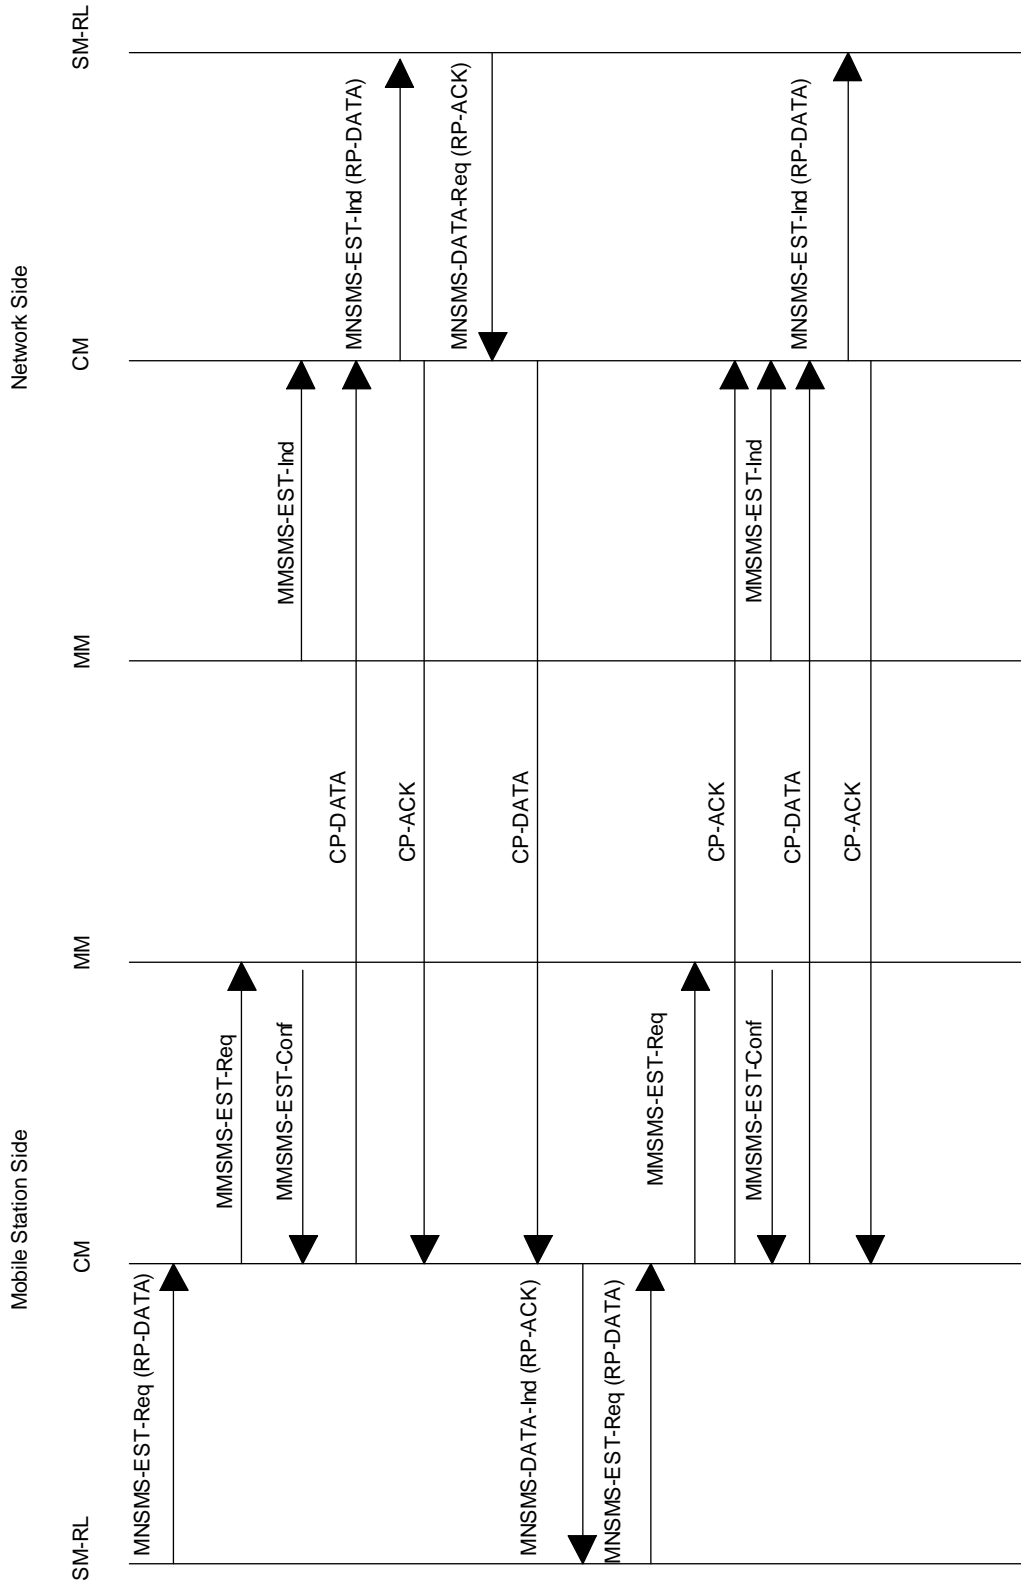 Mobile Station Side
Network Side
SM-RL
CM
MM
MM
CM
SM-RL
MNSMS-EST-Req (RP-DATA)
MMSMS-EST-Req
MMSMS-EST-Conf
MMSMS-EST-Ind
CP-DATA
MNSMS-EST-Ind (RP-DATA)
CP-ACK
MNSMS-DATA-Req (RP-ACK)
CP-DATA
MNSMS-DATA-Ind (RP-ACK)
MNSMS-EST-Req (RP-DATA)
MMSMS-EST-Req
CP-ACK
MMSMS-EST-Conf
MMSMS-EST-Ind
CP-DATA
MNSMS-EST-Ind (RP-DATA)
CP-ACK